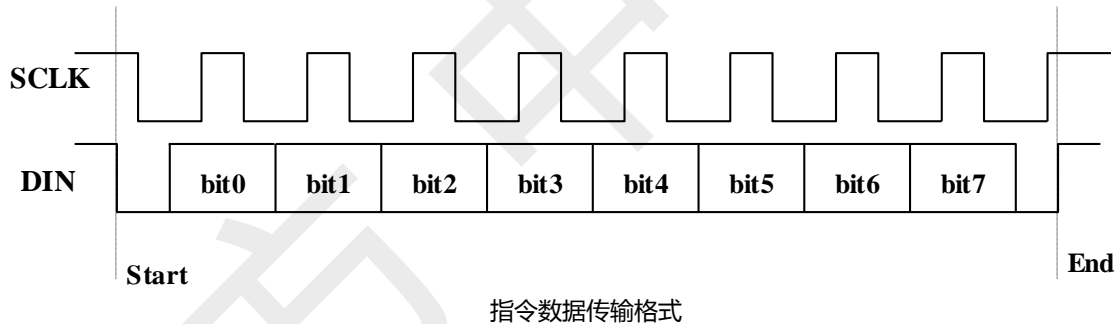 SCLK
DIN bit0 bit1 bit2 bit3 bit4 bit5 bit6 bit7
Start End
指令数据传输格式